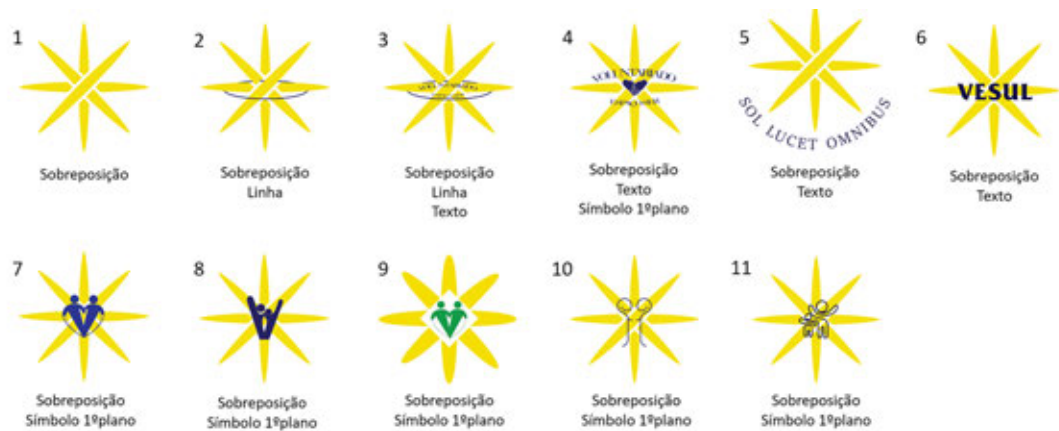 1
2
3
4
5
6
VOLUNTARIADO
VOLUNTARIADO
SOL LUCET OMNIBUS
VESUL
Sobreposição
Sobreposição
Linha
Sobreposição
Linha
Texto
Sobreposição
Texto
Símbolo 1ºplano
Sobreposição
Texto
Sobreposição
Texto
7
8
9
10
11
Sobreposição
Símbolo 1ºplano
Sobreposição
Símbolo 1ºplano
Sobreposição
Símbolo 1ºplano
Sobreposição
Símbolo 1ºplano
Sobreposição
Símbolo 1ºplano